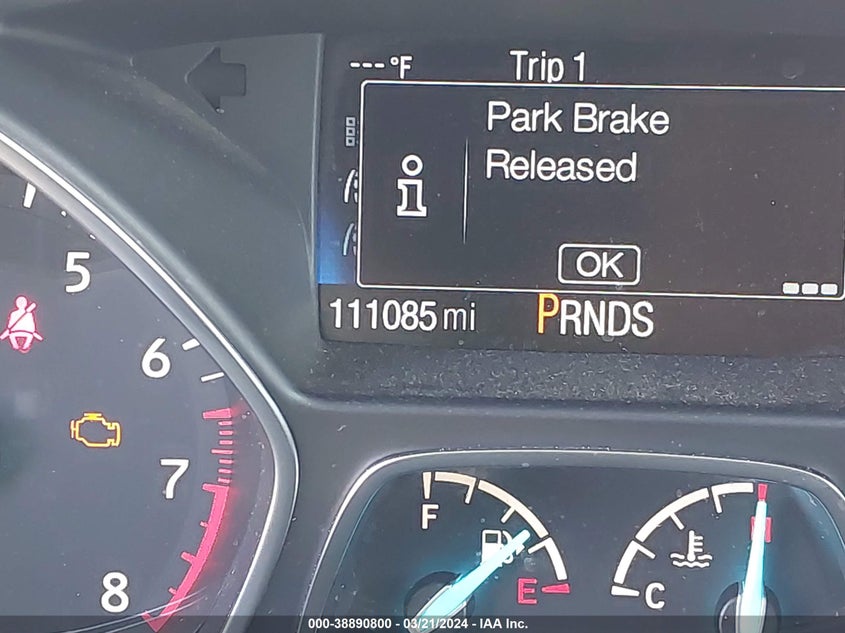 ---°F Trip 1
Park Brake
Released
OK
111085 mi PRNDS
5
6
7
8
F
E
C
H
000-38890800 / 03/21/2024 - IAA Inc.